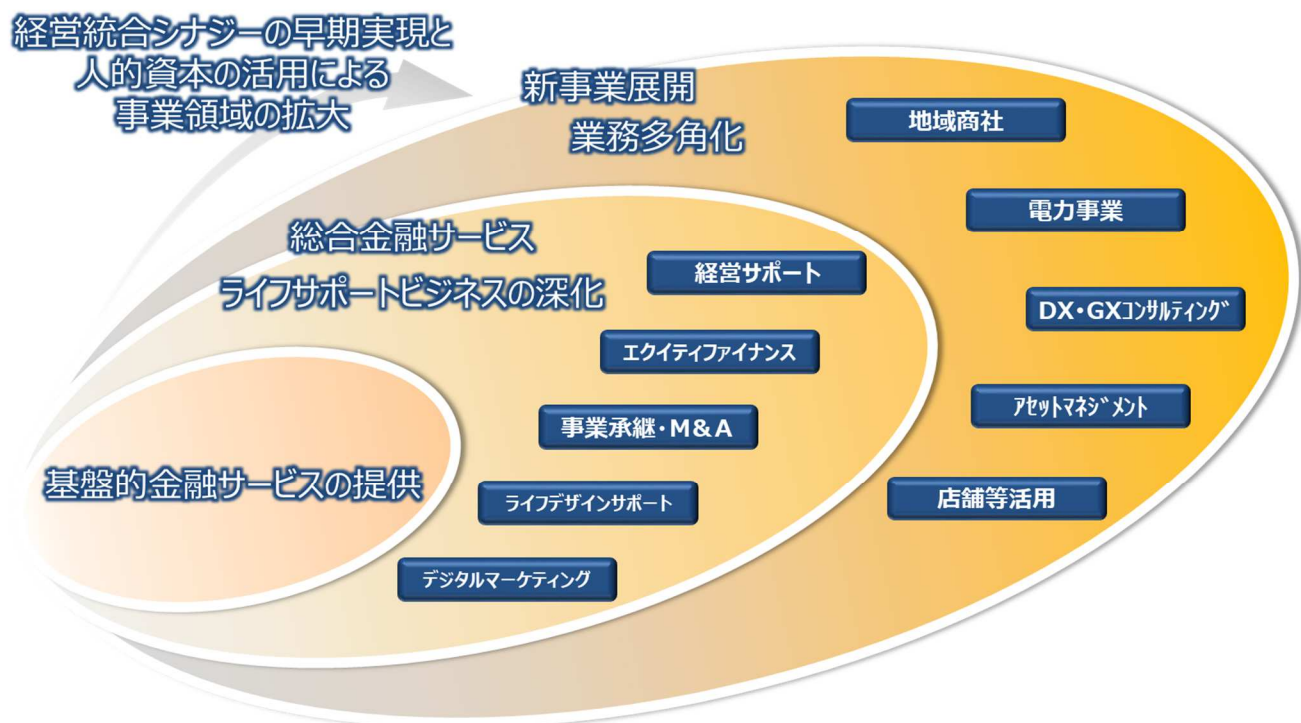 経営統合シナジーの早期実現と
人的資本の活用による
事業領域の拡大
新事業展開
業務多角化
地域商社
電力事業
DX・GXｺﾝｻﾙﾃｨﾝｸﾞ
ｱｾｯﾄﾏﾈｼﾞﾒﾝﾄ
店舗等活用
総合金融サービス
ライフサポートビジネスの深化
経営サポート
エクイティファイナンス
事業承継・M&A
ライフデザインサポート
デジタルマーケティング
基盤的金融サービスの提供